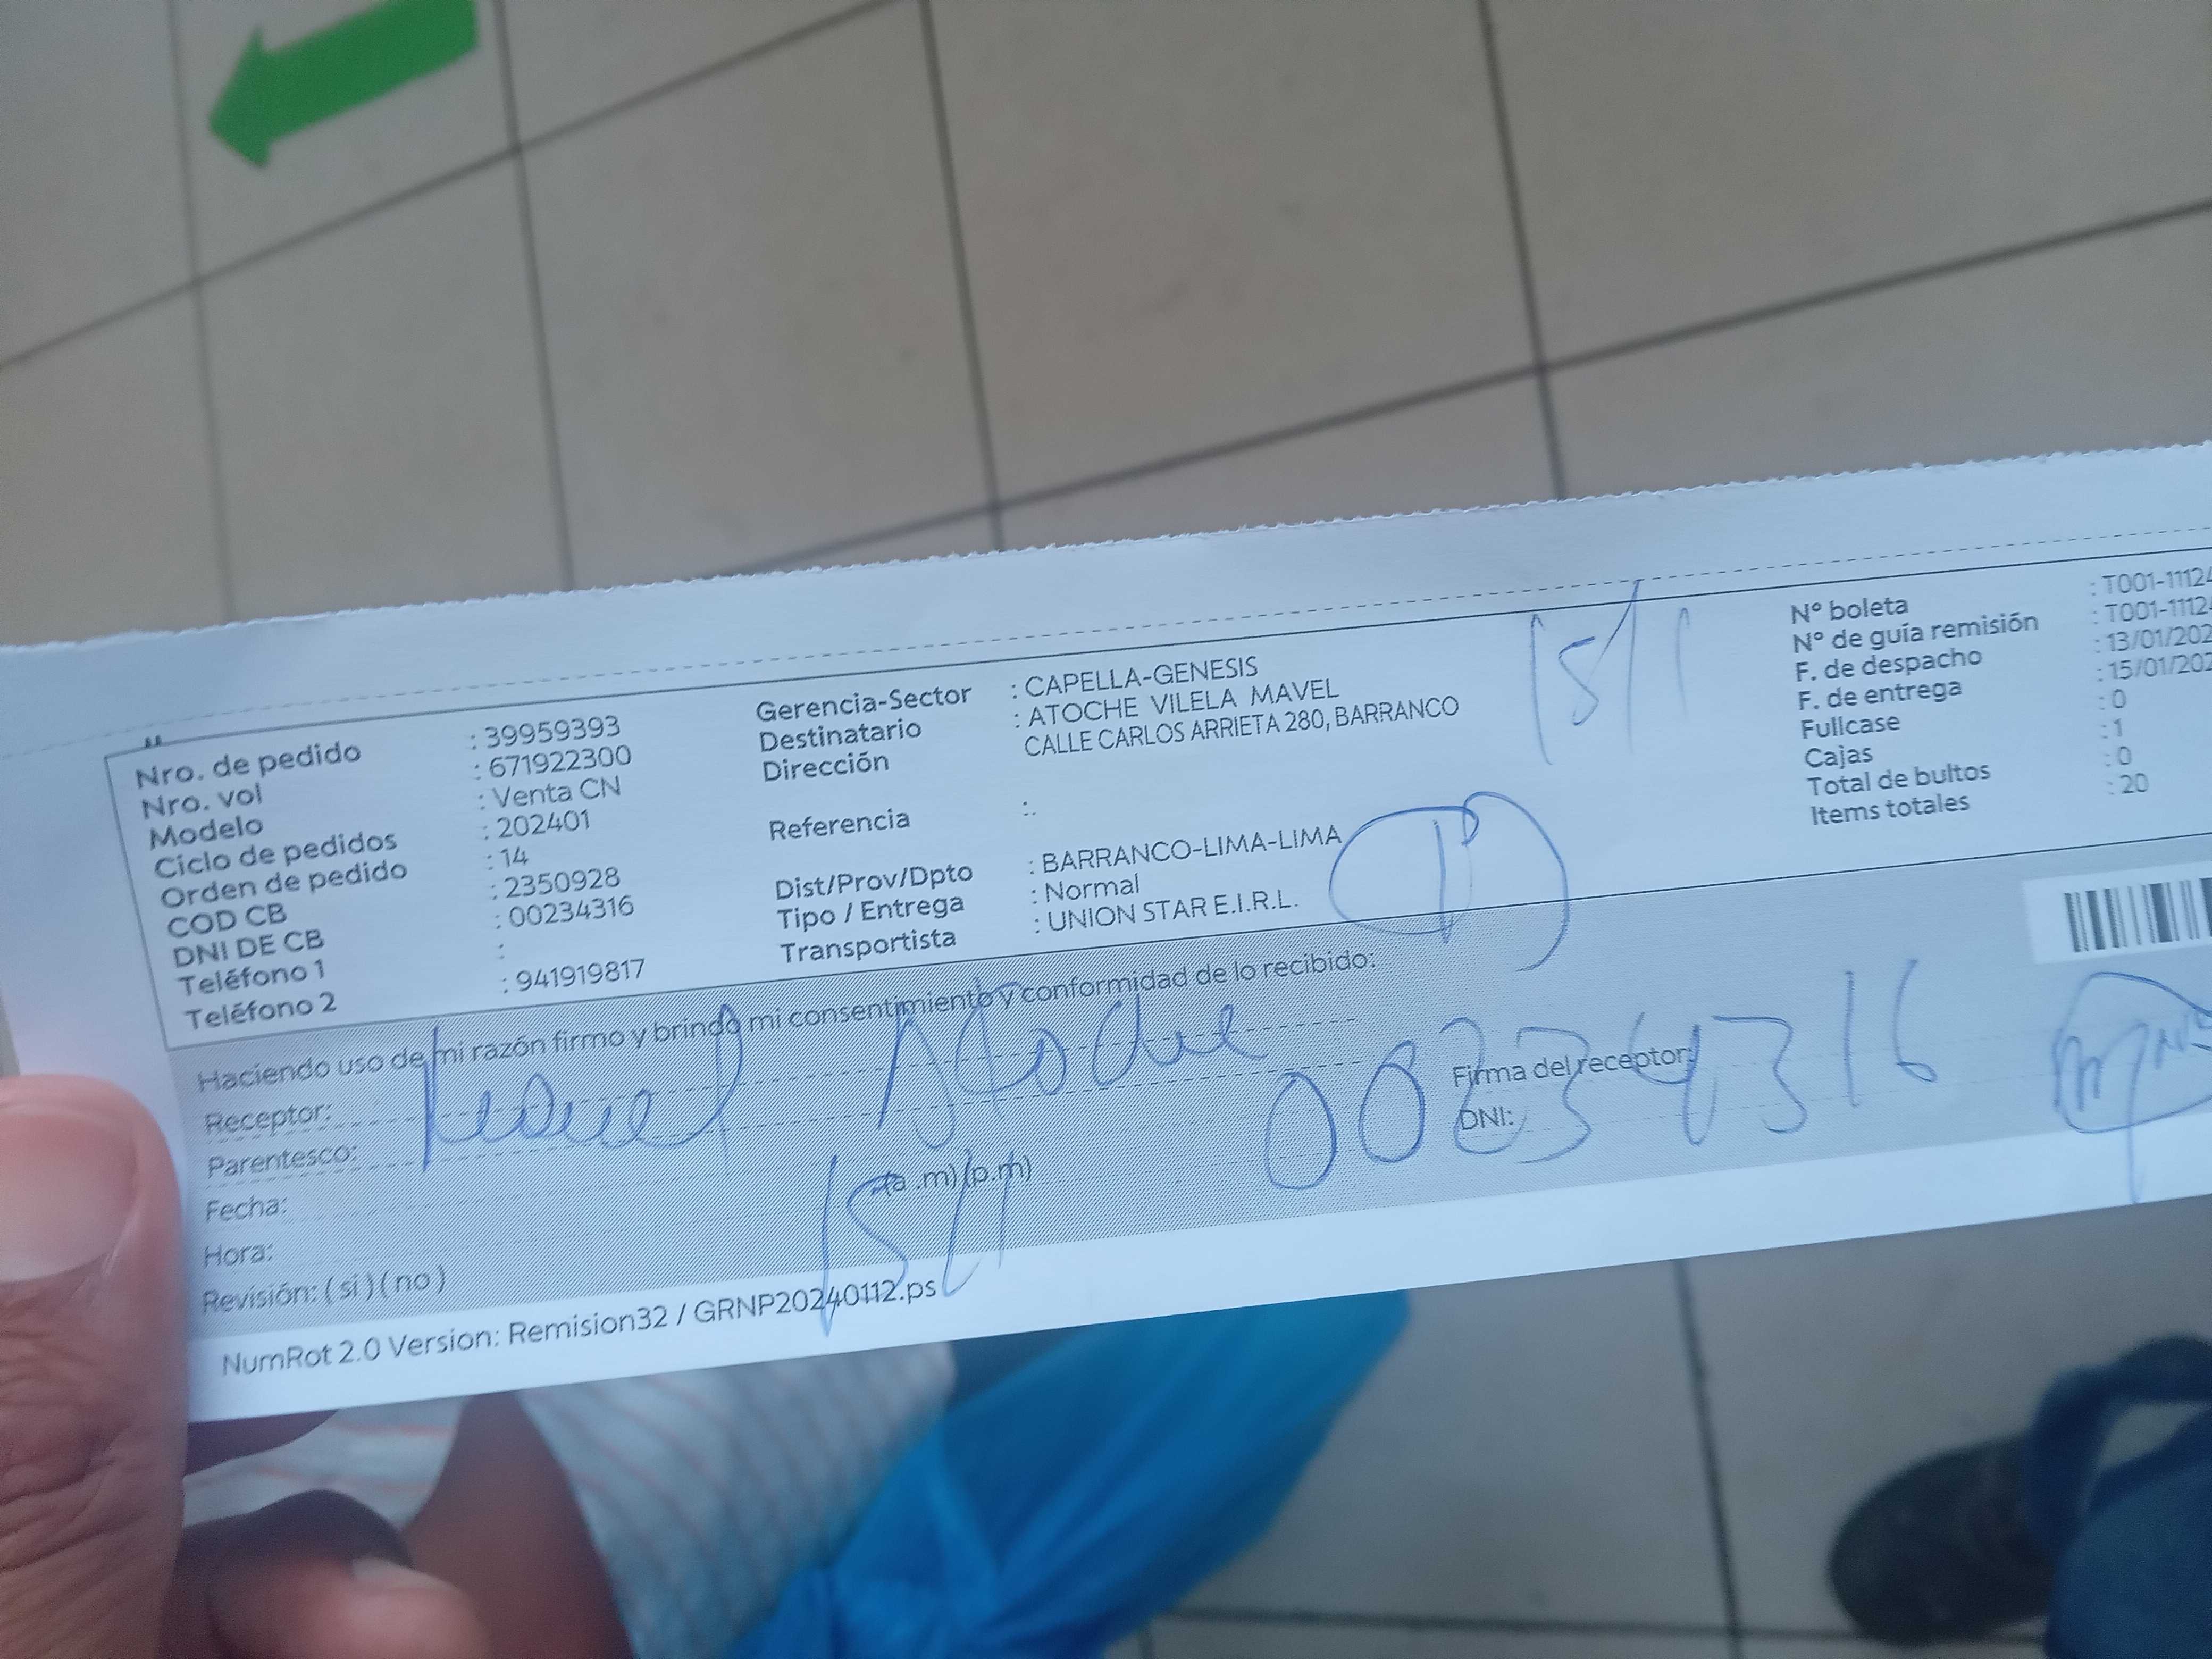 Nro. de pedido : 39959393
Nro. vol : 671922300
Modelo : Venta CN
Ciclo de pedidos : 202401
Orden de pedido : 14
COD CB : 2350928
DNI DE CB : 00234316
Teléfono 1 :
Teléfono 2 : 941919817
Gerencia-Sector : CAPELLA-GENESIS
Destinatario : ATOCHE VILELA MAVEL
Dirección CALLE CARLOS ARRIETA 280, BARRANCO
Referencia :.
Dist/Prov/Dpto : BARRANCO-LIMA-LIMA
Tipo / Entrega : Normal
Transportista : UNION STAR E.I.R.L.
15/1
N° boleta : T001-1112
N° de guía remisión : T001-1112
F. de despacho : 13/01/202
F. de entrega : 15/01/202
Fullcase : 0
Cajas : 1
Total de bultos : 0
Items totales : 20
Haciendo uso de mi razón firmo y brindo mi consentimiento y conformidad de lo recibido:
Receptor: Atoche
Parentesco:
Fecha: 15/1
Hora: (a .m) (p.m)
Revisión: ( si ) ( no )
Firma del receptor:
DNI: 00234316
NumRot 2.0 Version: Remision32 / GRNP20240112.ps